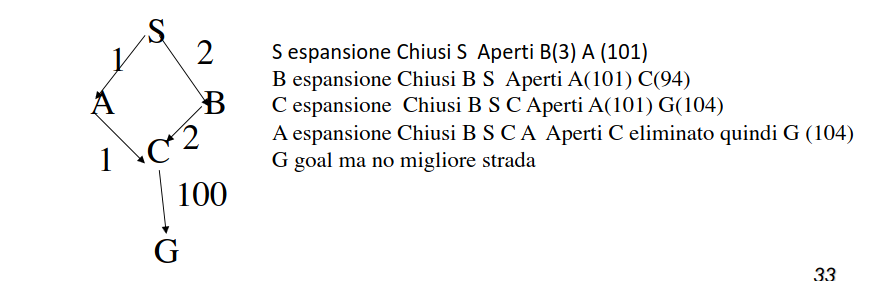 S
1
2
S espansione Chiusi S Aperti B(3) A (101)
B espansione Chiusi B S Aperti A(101) C(94)
A
B
C espansione Chiusi B S C Aperti A(101) G(104)
2
A espansione Chiusi B S C A Aperti C eliminato quindi G (104)
1
C
G goal ma no migliore strada
100
G
33